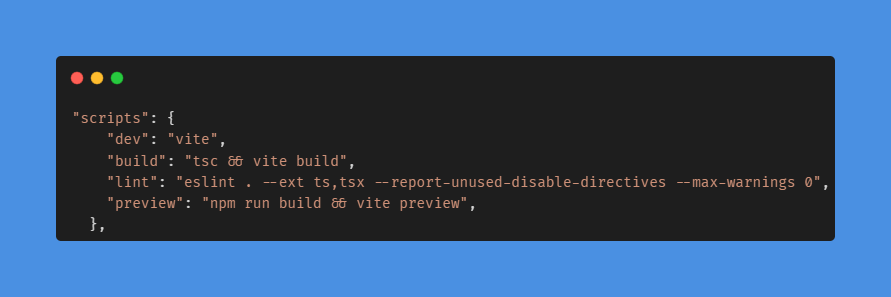 "scripts": {
"dev": "vite",
"build": "tsc && vite build",
"lint": "eslint . --ext ts,tsx --report-unused-disable-directives --max-warnings 0",
"preview": "npm run build && vite preview",
},